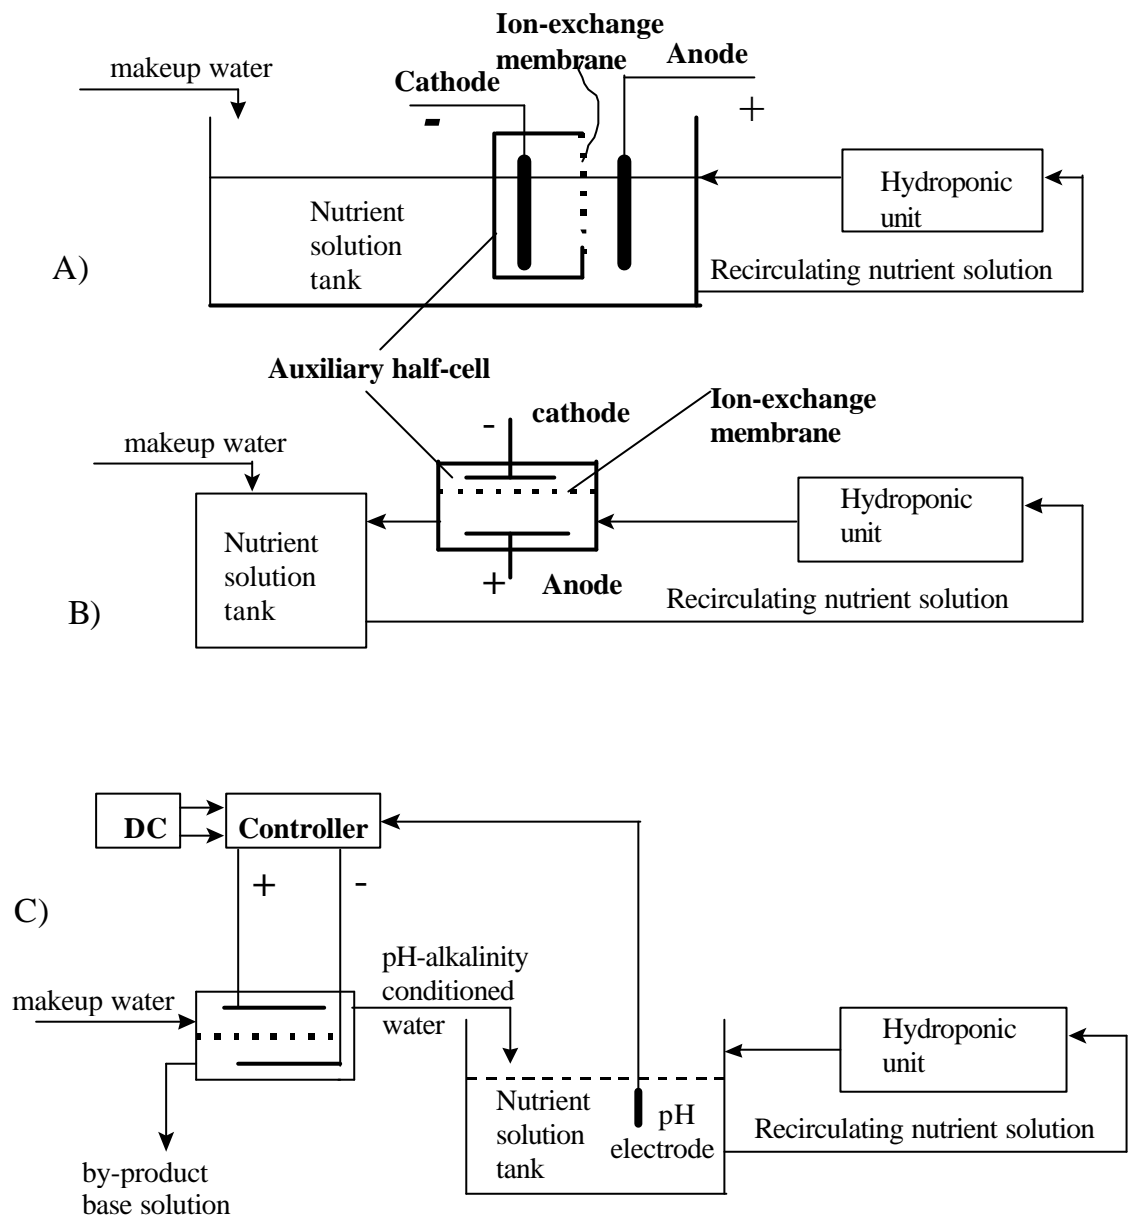 Ion-exchange
membrane
Anode
makeup water
Cathode
-
+
Hydroponic
unit
Nutrient
solution
tank
A)
Recirculating nutrient solution
Auxiliary half-cell
cathode
-
Ion-exchange
membrane
makeup water
Hydroponic
unit
Nutrient
solution
tank
+
Anode
Recirculating nutrient solution
B)
DC
Controller
+
-
C)
pH-alkalinity
conditioned
water
makeup water
Hydroponic
unit
Nutrient
solution
tank
pH
electrode
Recirculating nutrient solution
by-product
base solution